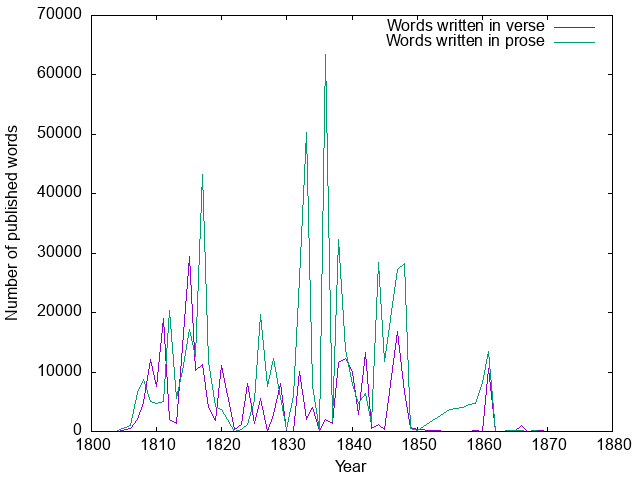 70000
60000
50000
40000
30000
20000
10000
0
Number of published words
Words written in verse
Words written in prose
1800 1810 1820 1830 1840 1850 1860 1870 1880
Year